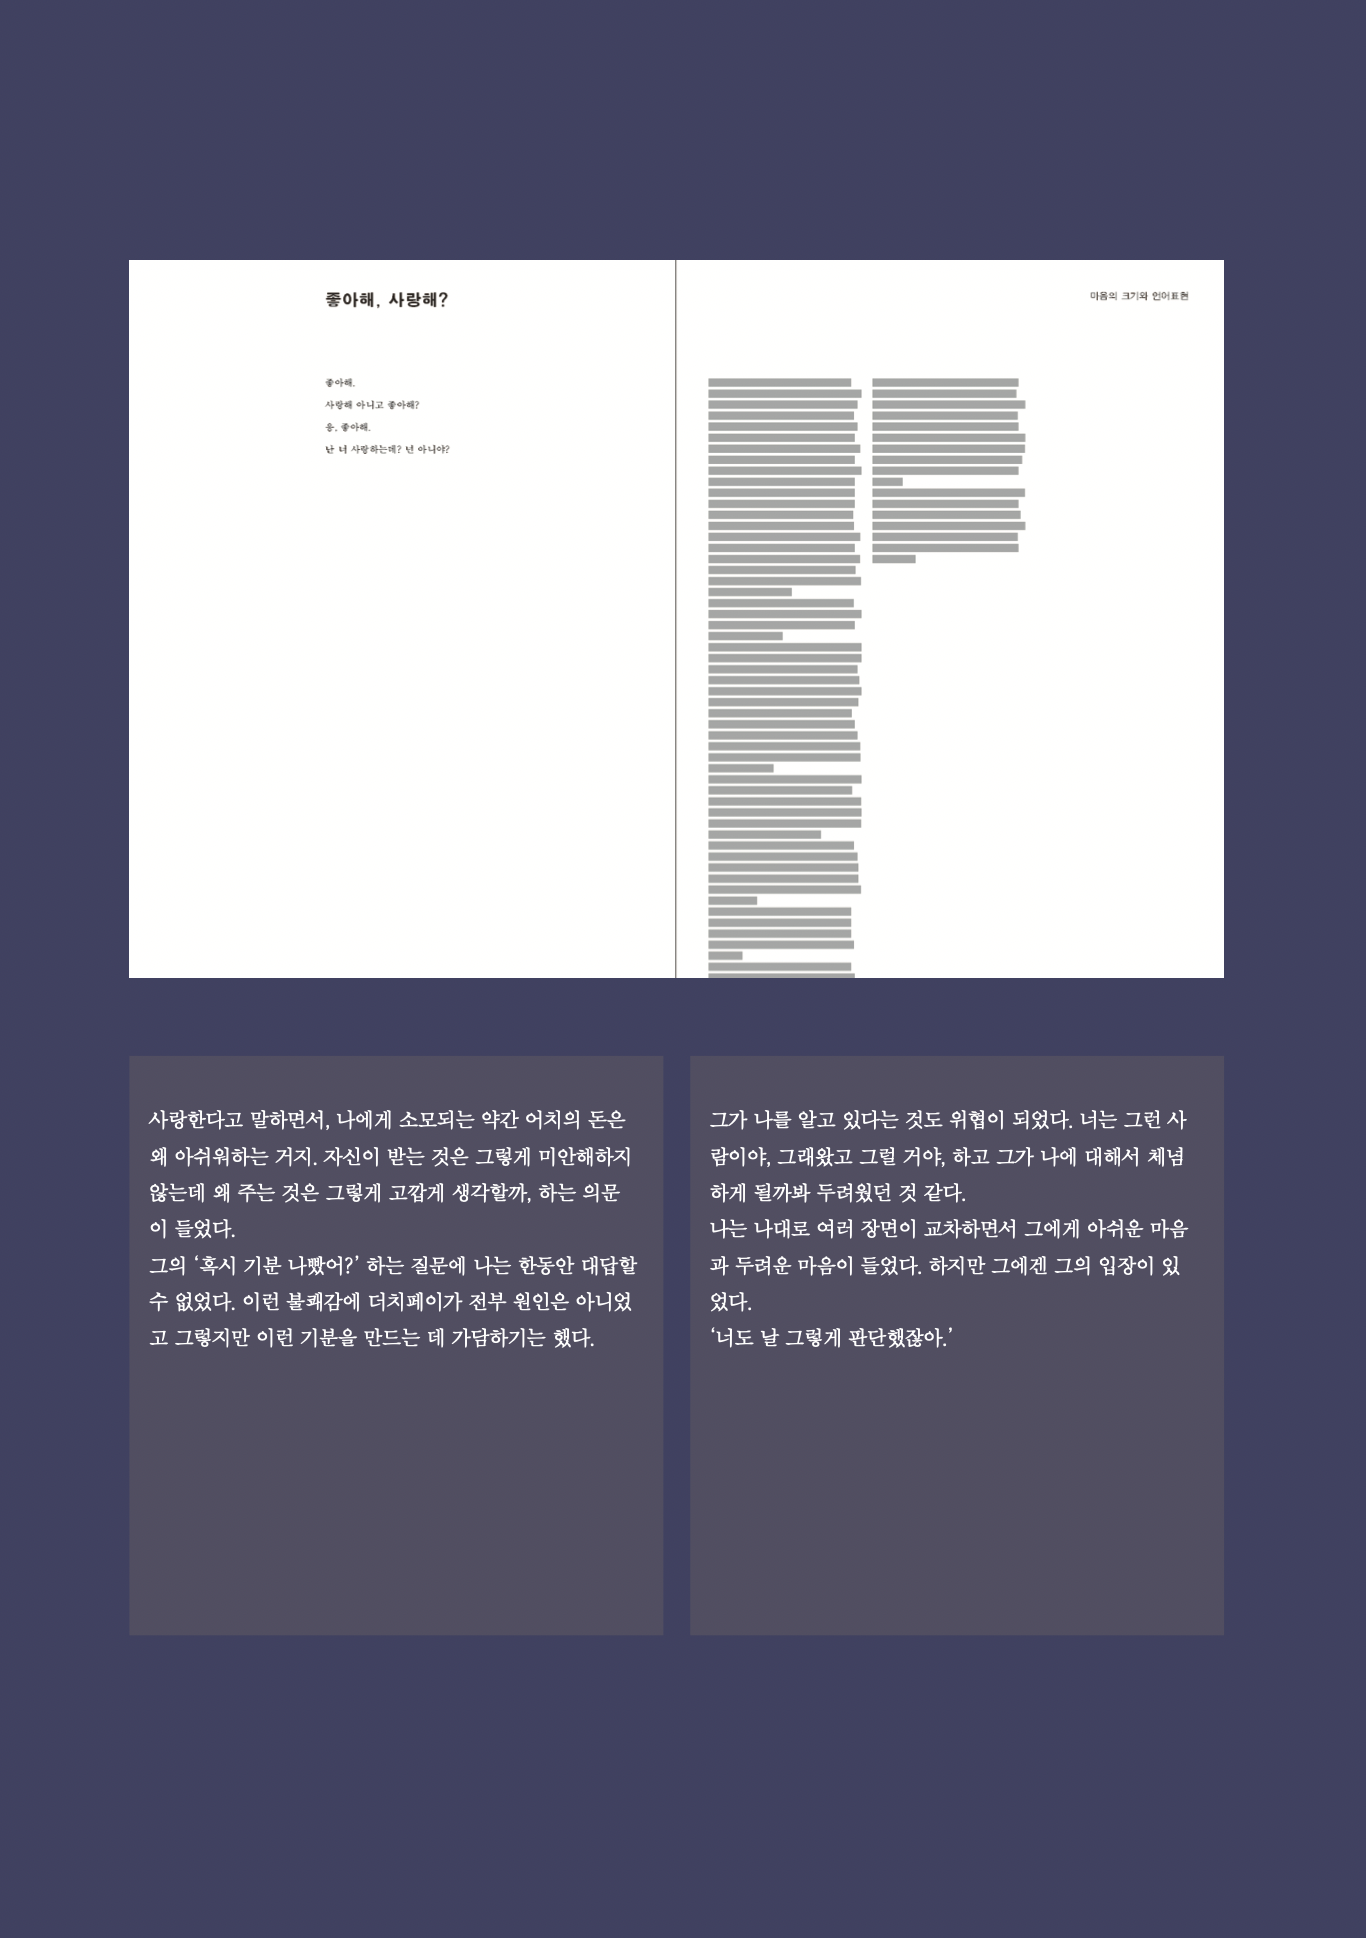 좋아해, 사랑해?
좋아해.
사랑해 아니고 좋아해?
응, 좋아해.
난 너 사랑하는데? 넌 아니야?
마음의 크기와 언어표현
사랑한다고 말하면서, 나에게 소모되는 약간 어치의 돈은
왜 아쉬워하는 거지. 자신이 받는 것은 그렇게 미안해하지
않는데 왜 주는 것은 그렇게 고깝게 생각할까, 하는 의문
이 들었다.
그의 ‘혹시 기분 나빴어?’ 하는 질문에 나는 한동안 대답할
수 없었다. 이런 불쾌감에 더치페이가 전부 원인은 아니었
고 그렇지만 이런 기분을 만드는 데 가담하기는 했다.
그가 나를 알고 있다는 것도 위협이 되었다. 너는 그런 사
람이야, 그래왔고 그럴 거야, 하고 그가 나에 대해서 체념
하게 될까봐 두려웠던 것 같다.
나는 나대로 여러 장면이 교차하면서 그에게 아쉬운 마음
과 두려운 마음이 들었다. 하지만 그에겐 그의 입장이 있
었다.
‘너도 날 그렇게 판단했잖아.’